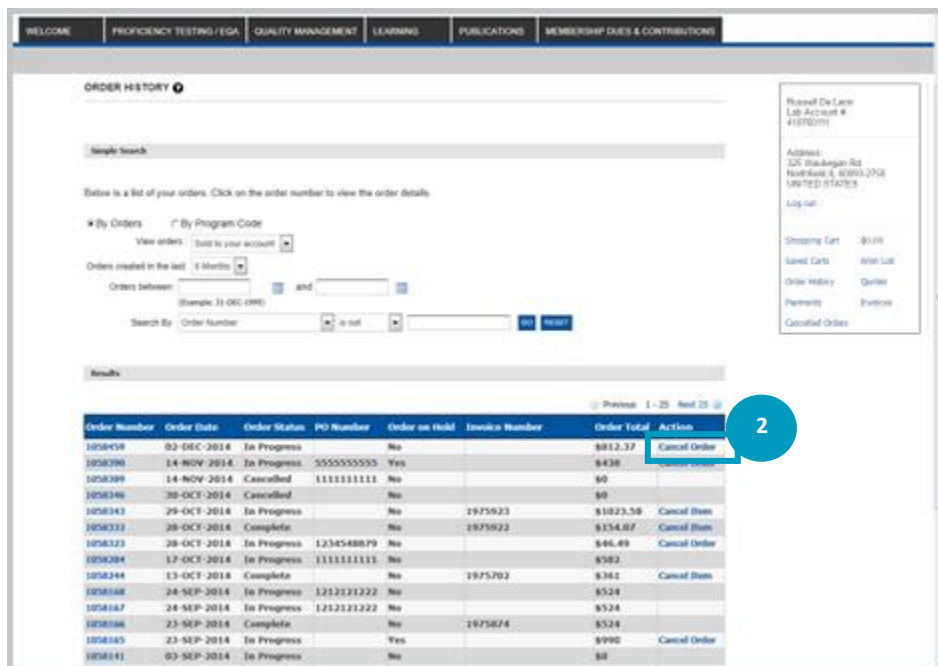 WELCOME PROFICIENCY TESTING / EQA QUALITY MANAGEMENT LEARNING PUBLICATIONS MEMBERSHIP DUES & CONTRIBUTIONS
ORDER HISTORY
Simple Search
Below is a list of your orders. Click on the order number to view the order details.
By Orders By Program Code
View orders Sold to your account
Orders created in the last 6 Months
Orders between and
(Example: 31-DEC-1999)
Search By Order Number is not GO RESET
Russell De Leon
Lab Account #
Address:
325 Waukegan Rd
UNITED STATES
Log out
Shopping Cart $0.00
Saved Carts Wish List
Order History Quotes
Payments Invoices
Cancelled Orders
Results
Previous 1 - 25 Next 25
Order Number Order Date Order Status PO Number Order on Hold Invoice Number Order Total Action
1058459 02-DEC-2014 In Progress No $812.37 Cancel Order
2
1058390 14-NOV-2014 In Progress 5555555555 Yes $438 Cancel Order
1058389 14-NOV-2014 Cancelled 1111111111 No $0
1058346 30-OCT-2014 Cancelled No $0
1058343 29-OCT-2014 In Progress No 1975923 $1023.58 Cancel Item
1058333 28-OCT-2014 Complete No 1975922 $154.07 Cancel Item
1058323 28-OCT-2014 In Progress 1234548879 No $46.49 Cancel Order
1058284 17-OCT-2014 In Progress 1111111111 No $582
1058244 13-OCT-2014 Complete No 1975702 $361 Cancel Item
1058168 24-SEP-2014 In Progress 1212121222 No $524
1058167 24-SEP-2014 In Progress 1212121222 No $524
1058166 23-SEP-2014 Complete No 1975874 $524
1058165 23-SEP-2014 In Progress Yes $990 Cancel Order
1058141 03-SEP-2014 In Progress No $0